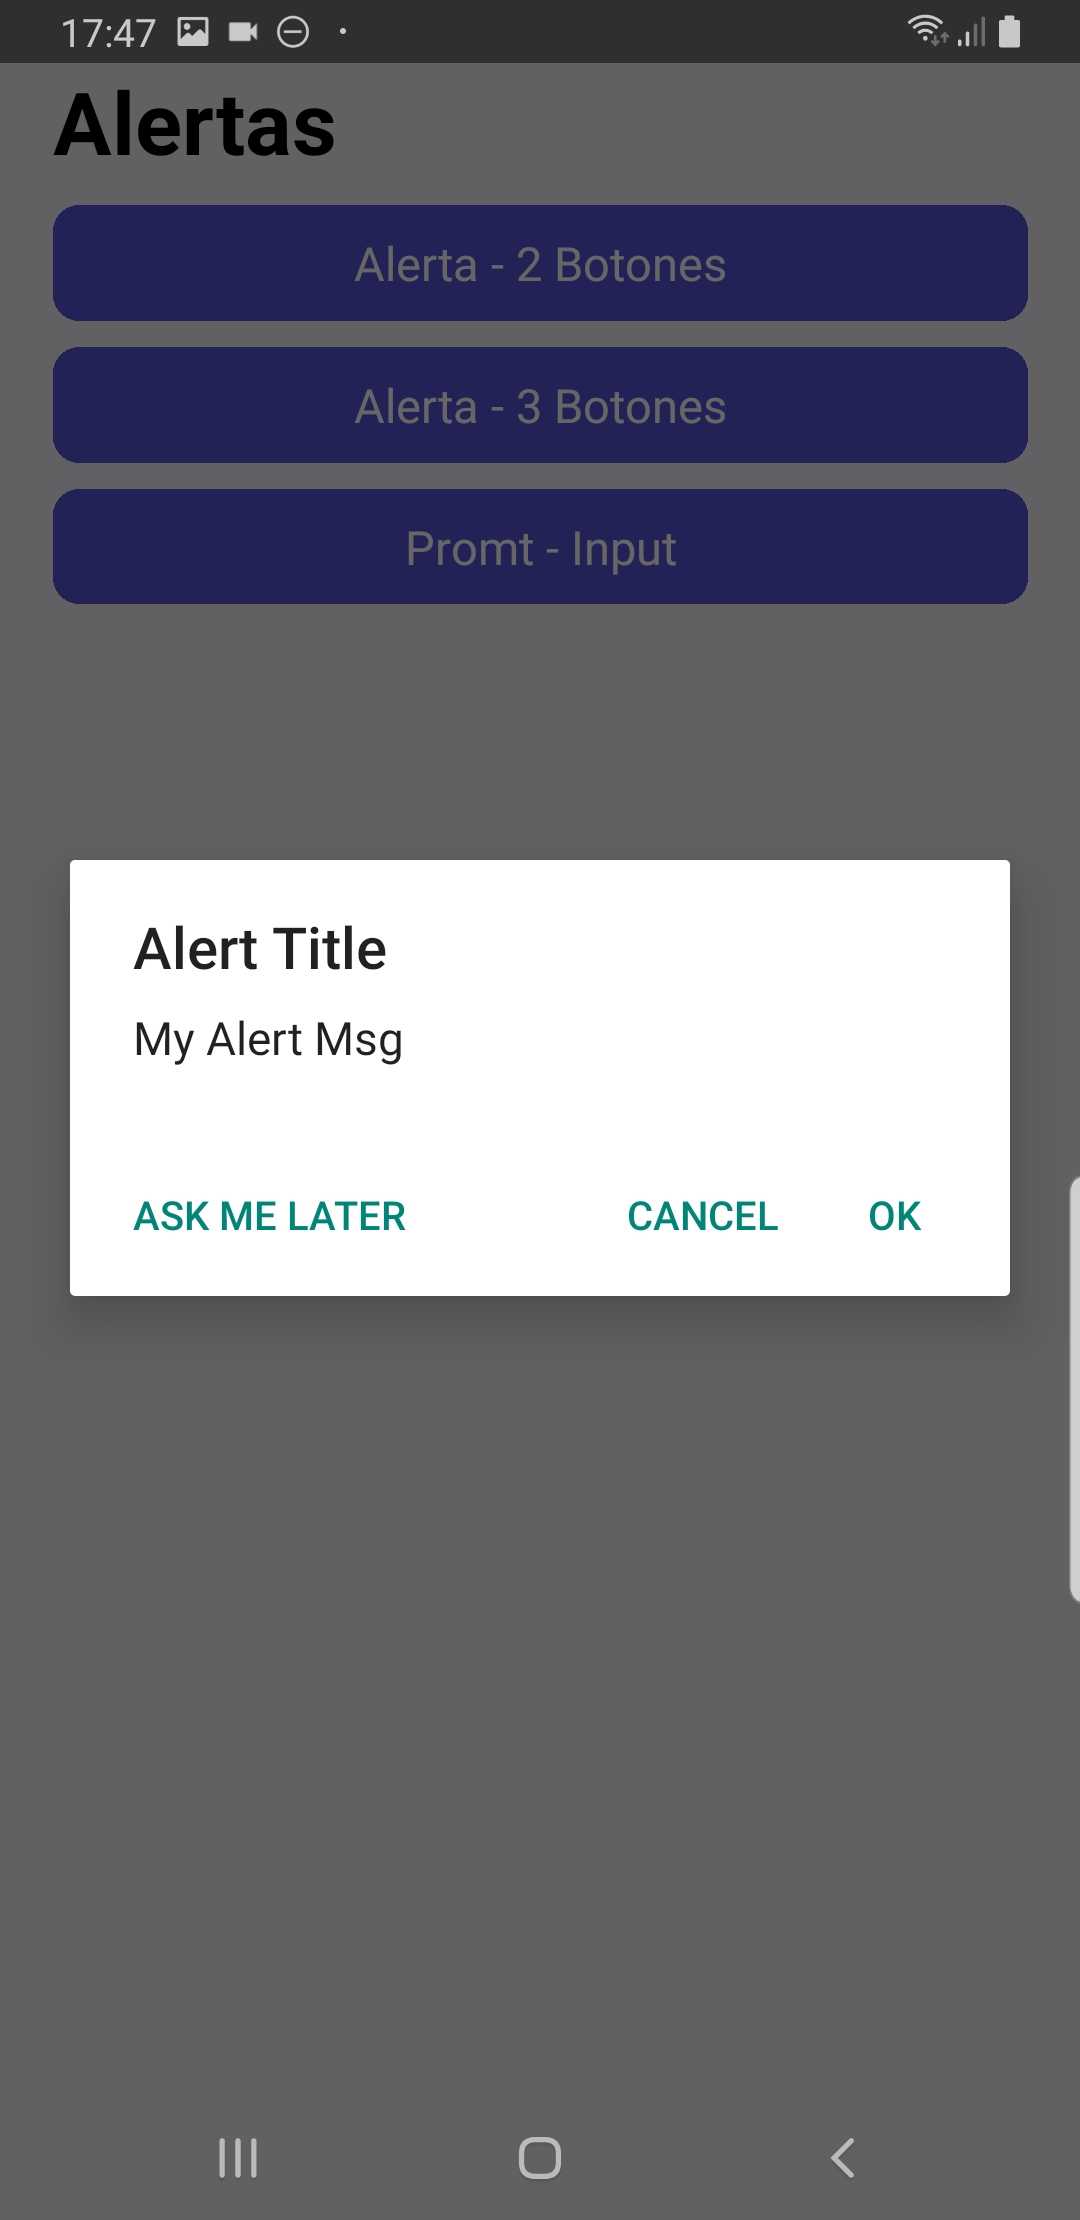 17:47
Alertas
Alerta - 2 Botones
Alerta - 3 Botones
Promt - Input
Alert Title
My Alert Msg
ASK ME LATER CANCEL OK